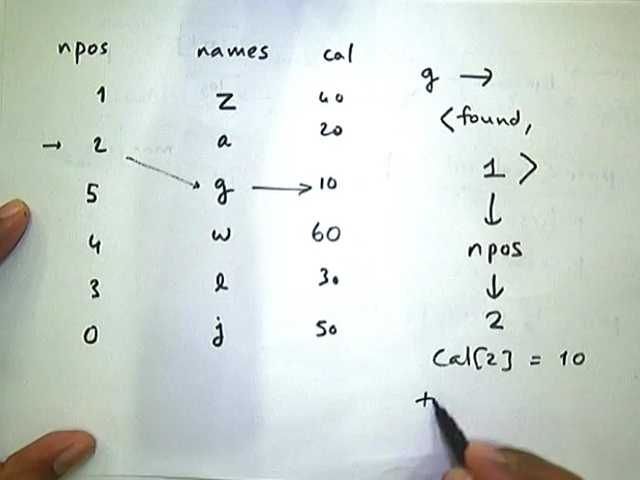 npos names cal
1 z 40
→ 2 a 20
5 g → 10
4 w 60
3 l 30
0 j 50
g →
<found,
1>
↓
npos
↓
2
Cal[2] = 10